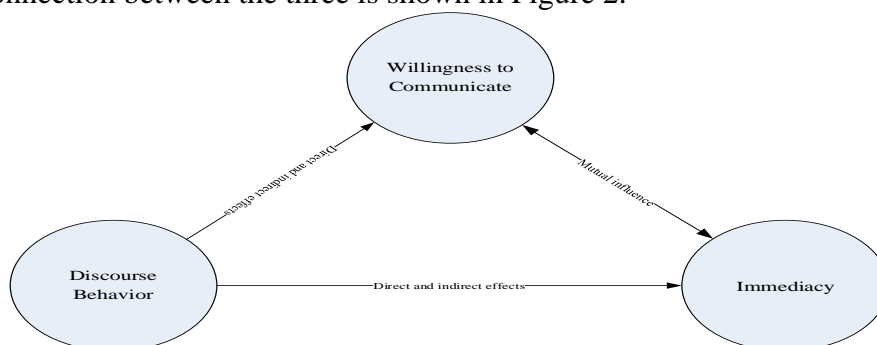 onnection between the three is shown in Figure 2.
Willingness to
Communicate
Direct and indirect effects
Mutual influence
Discourse
Behavior
Direct and indirect effects
Immediacy